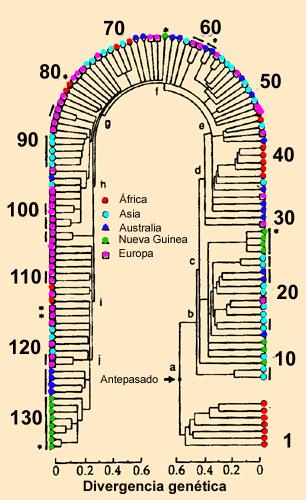 70
60
80
50
90
40
100
30
110
20
120
10
130
1
f
g
e
d
h
c
i
b
j
a
África
Asia
Australia
Nueva Guinea
Europa
Antepasado
0 0.2 0.4 0.6
0.6 0.4 0.2 0
Divergencia genética